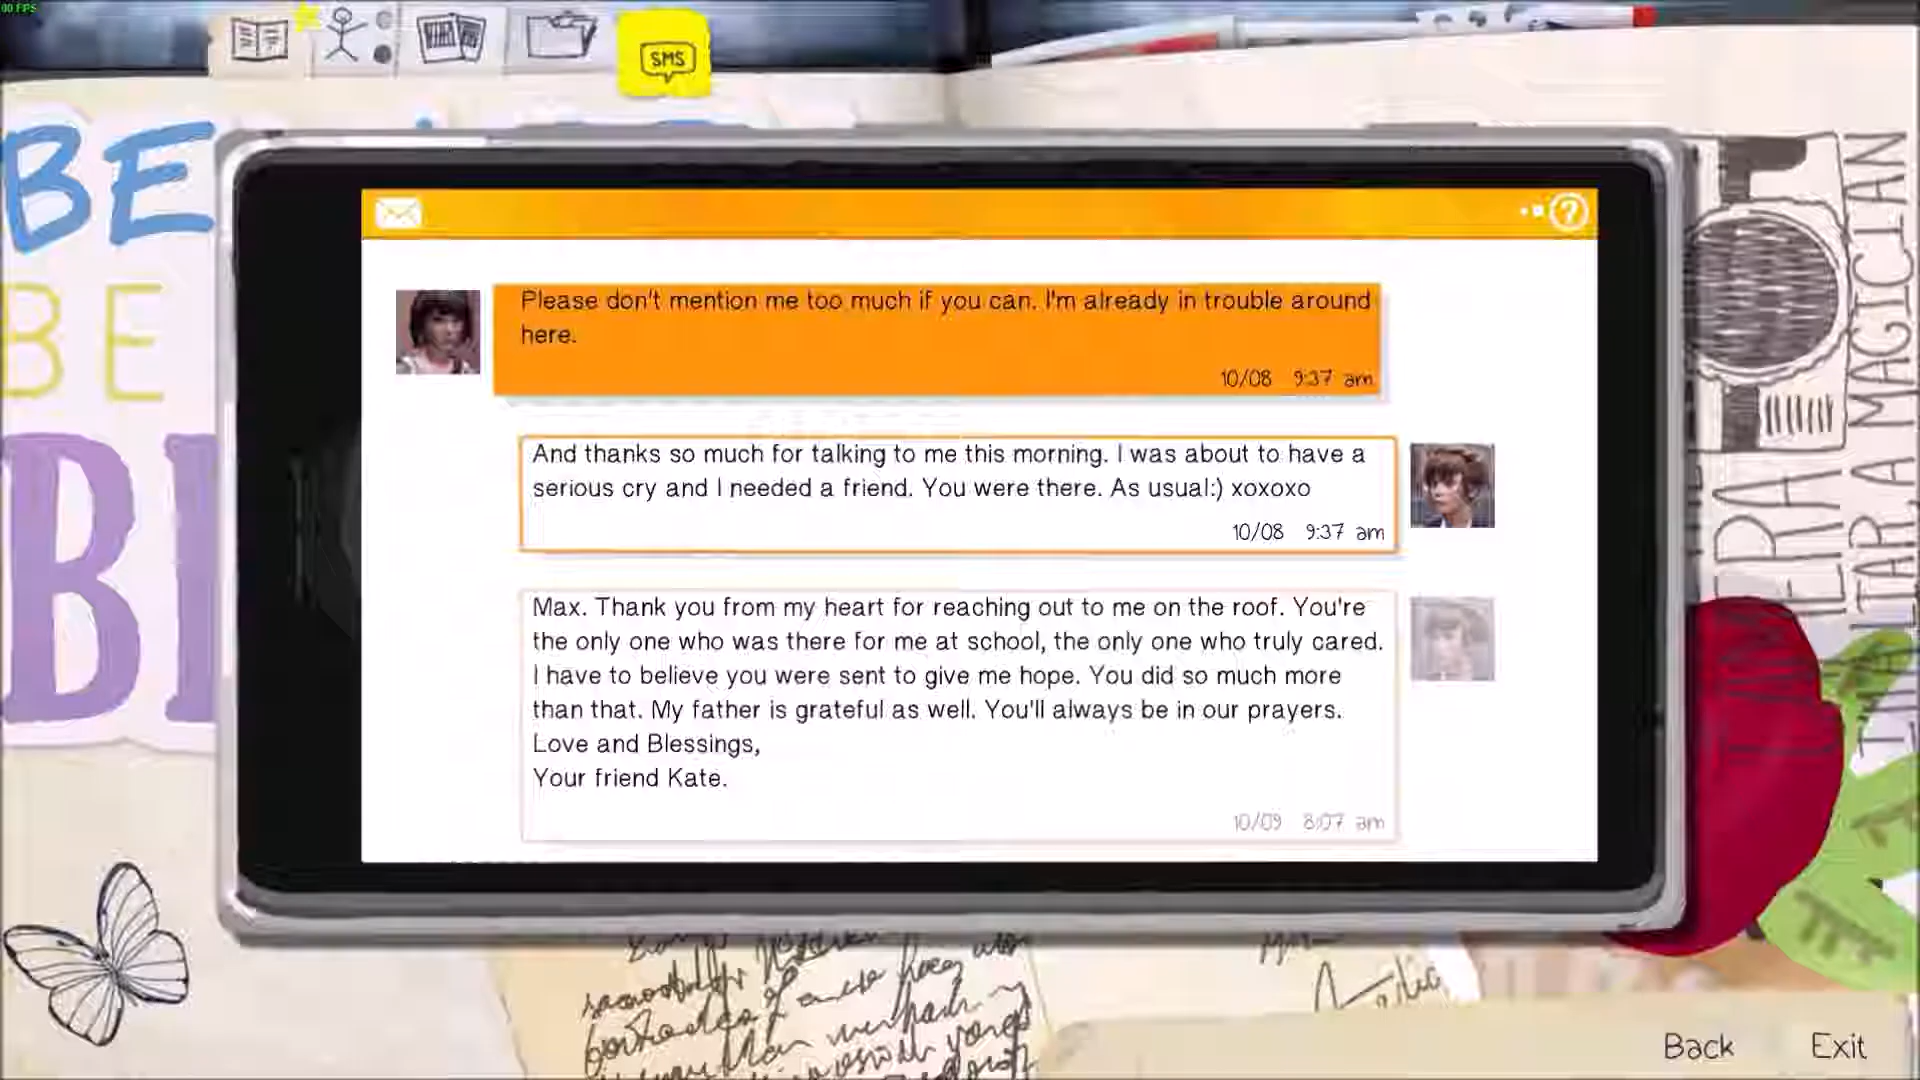 00 FPS
SMS
BE
BE
?
Please don't mention me too much if you can. I'm already in trouble around
here.
10/08 9:37 am
And thanks so much for talking to me this morning. I was about to have a
serious cry and I needed a friend. You were there. As usual:) xoxoxo
10/08 9:37 am
Max. Thank you from my heart for reaching out to me on the roof. You're
the only one who was there for me at school, the only one who truly cared.
I have to believe you were sent to give me hope. You did so much more
than that. My father is grateful as well. You'll always be in our prayers.
Love and Blessings,
Your friend Kate.
10/09 8:07 am
MAGICIAN
Back Exit